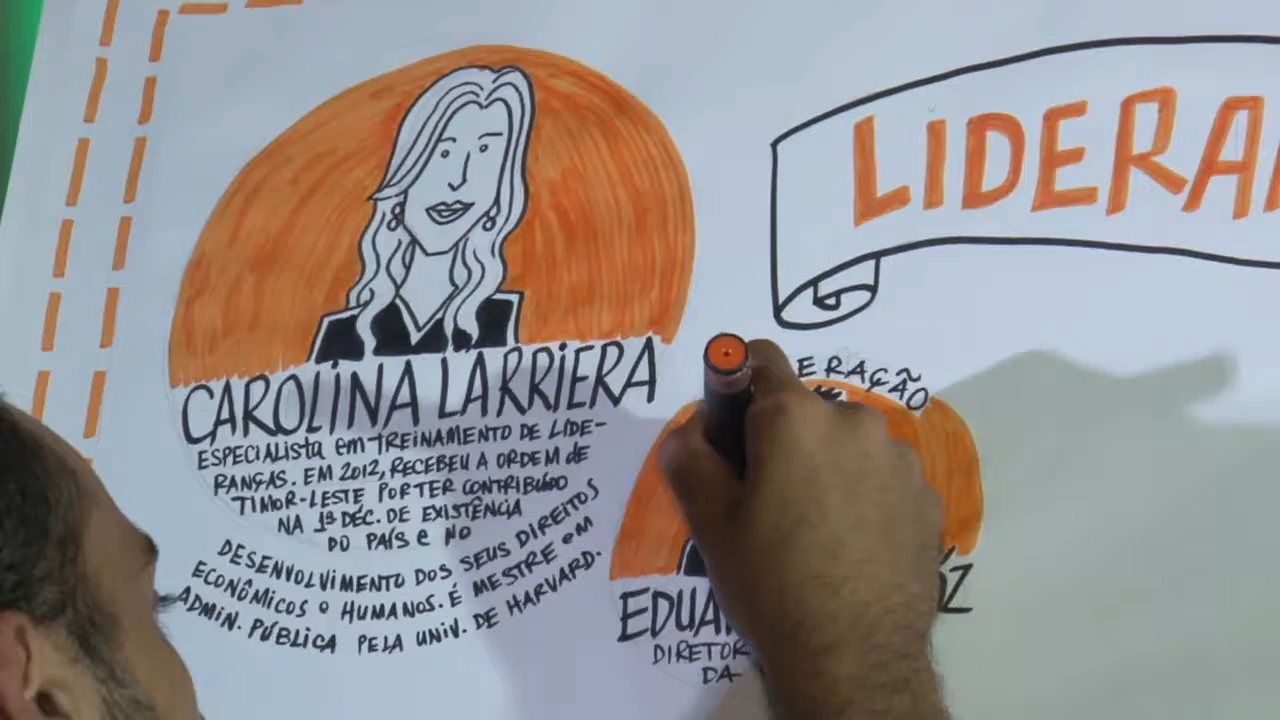 CAROLINA LARRIERA
ESPECIALISTA EM TREINAMENTO DE LIDE-
RANÇAS. EM 2012, RECEBEU A ORDEM DE
TIMOR-LESTE POR TER CONTRIBUÍDO
NA 1ª DÉC. DE EXISTÊNCIA
DO PAÍS E NO
DESENVOLVIMENTO DOS SEUS DIREITOS
ECONÔMICOS e HUMANOS. É MESTRE EM
ADMIN. PÚBLICA PELA UNIV. DE HARVARD.
LIDERA
ERAÇÃO
EDUA
DIRETOR
DA